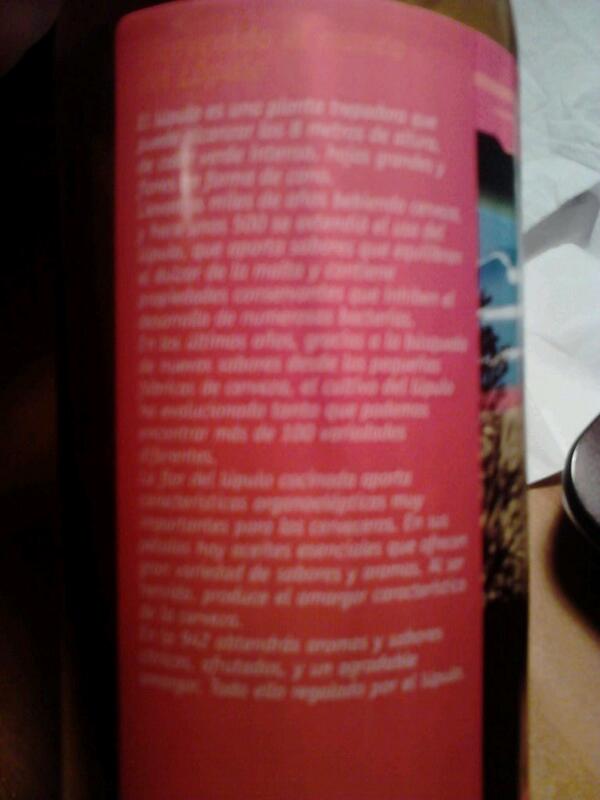 El lúpulo es una planta trepadora que
puede alcanzar los 8 metros de altura,
de color verde intenso, hojas grandes y
flores en forma de cono.
miles de años bebiendo cerveza,
y hace unos 500 se extendió el uso del
lúpulo, que aporta sabores que equilibran
el dulzor de la malta y contiene
propiedades conservantes que inhiben el
desarrollo de numerosas bacterias.
En los últimos años, gracias a la búsqueda
de nuevos sabores desde las pequeñas
fábricas de cerveza, el cultivo del lúpulo
ha evolucionado tanto que podemos
encontrar más de 100 variedades
diferentes.
La flor del lúpulo cocinada aporta
características organolépticas muy
importantes para los cerveceros. En sus
pétalos hay aceites esenciales que ofrecen
gran variedad de sabores y aromas. Al ser
hervido, produce el amargor característico
de la cerveza.
En la 942 obtendrás aromas y sabores
cítricos, afrutados, y un agradable
amargor. Todo ello regalado por el lúpulo.